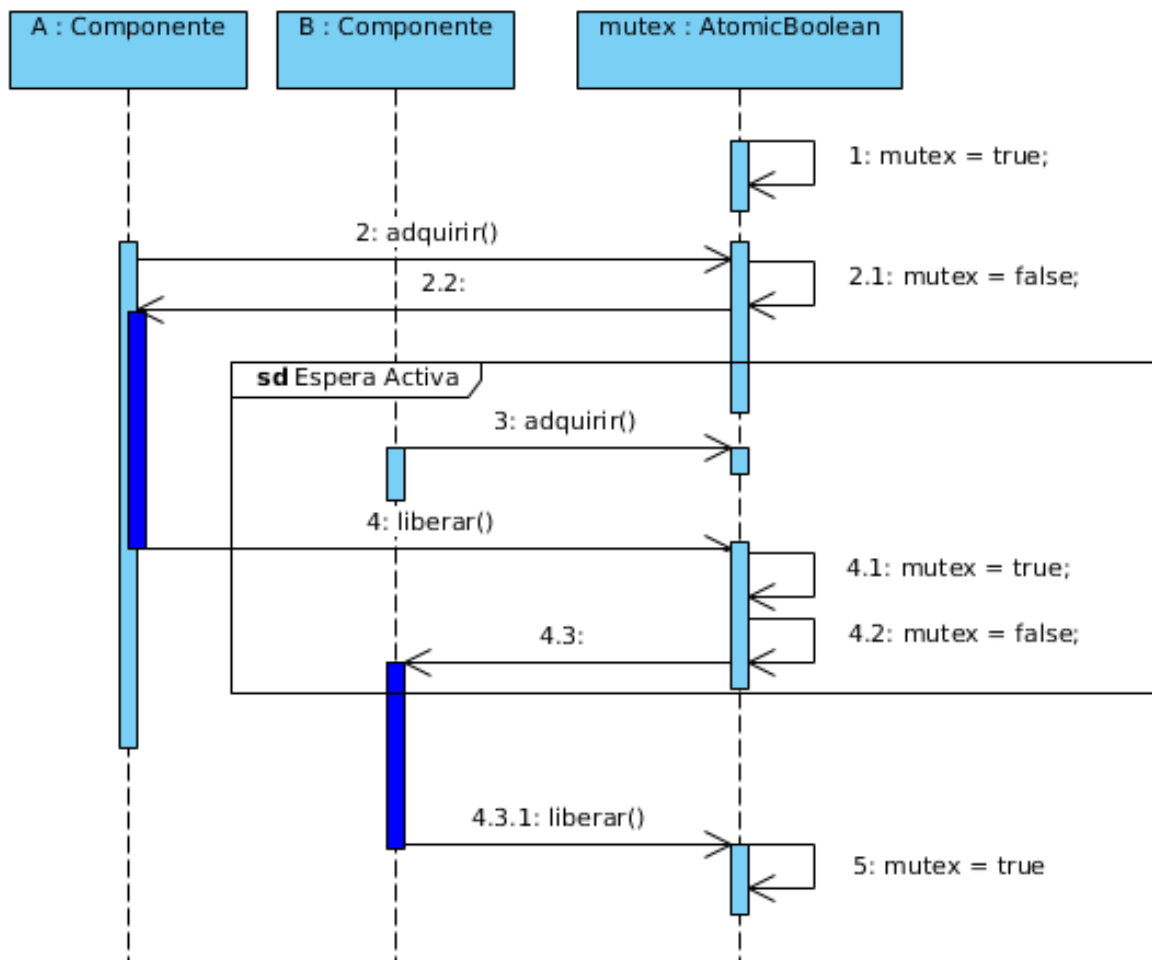 A : Componente
B : Componente
mutex : AtomicBoolean
1: mutex = true;
2: adquirir()
2.1: mutex = false;
2.2:
sd Espera Activa
3: adquirir()
4: liberar()
4.1: mutex = true;
4.2: mutex = false;
4.3:
4.3.1: liberar()
5: mutex = true